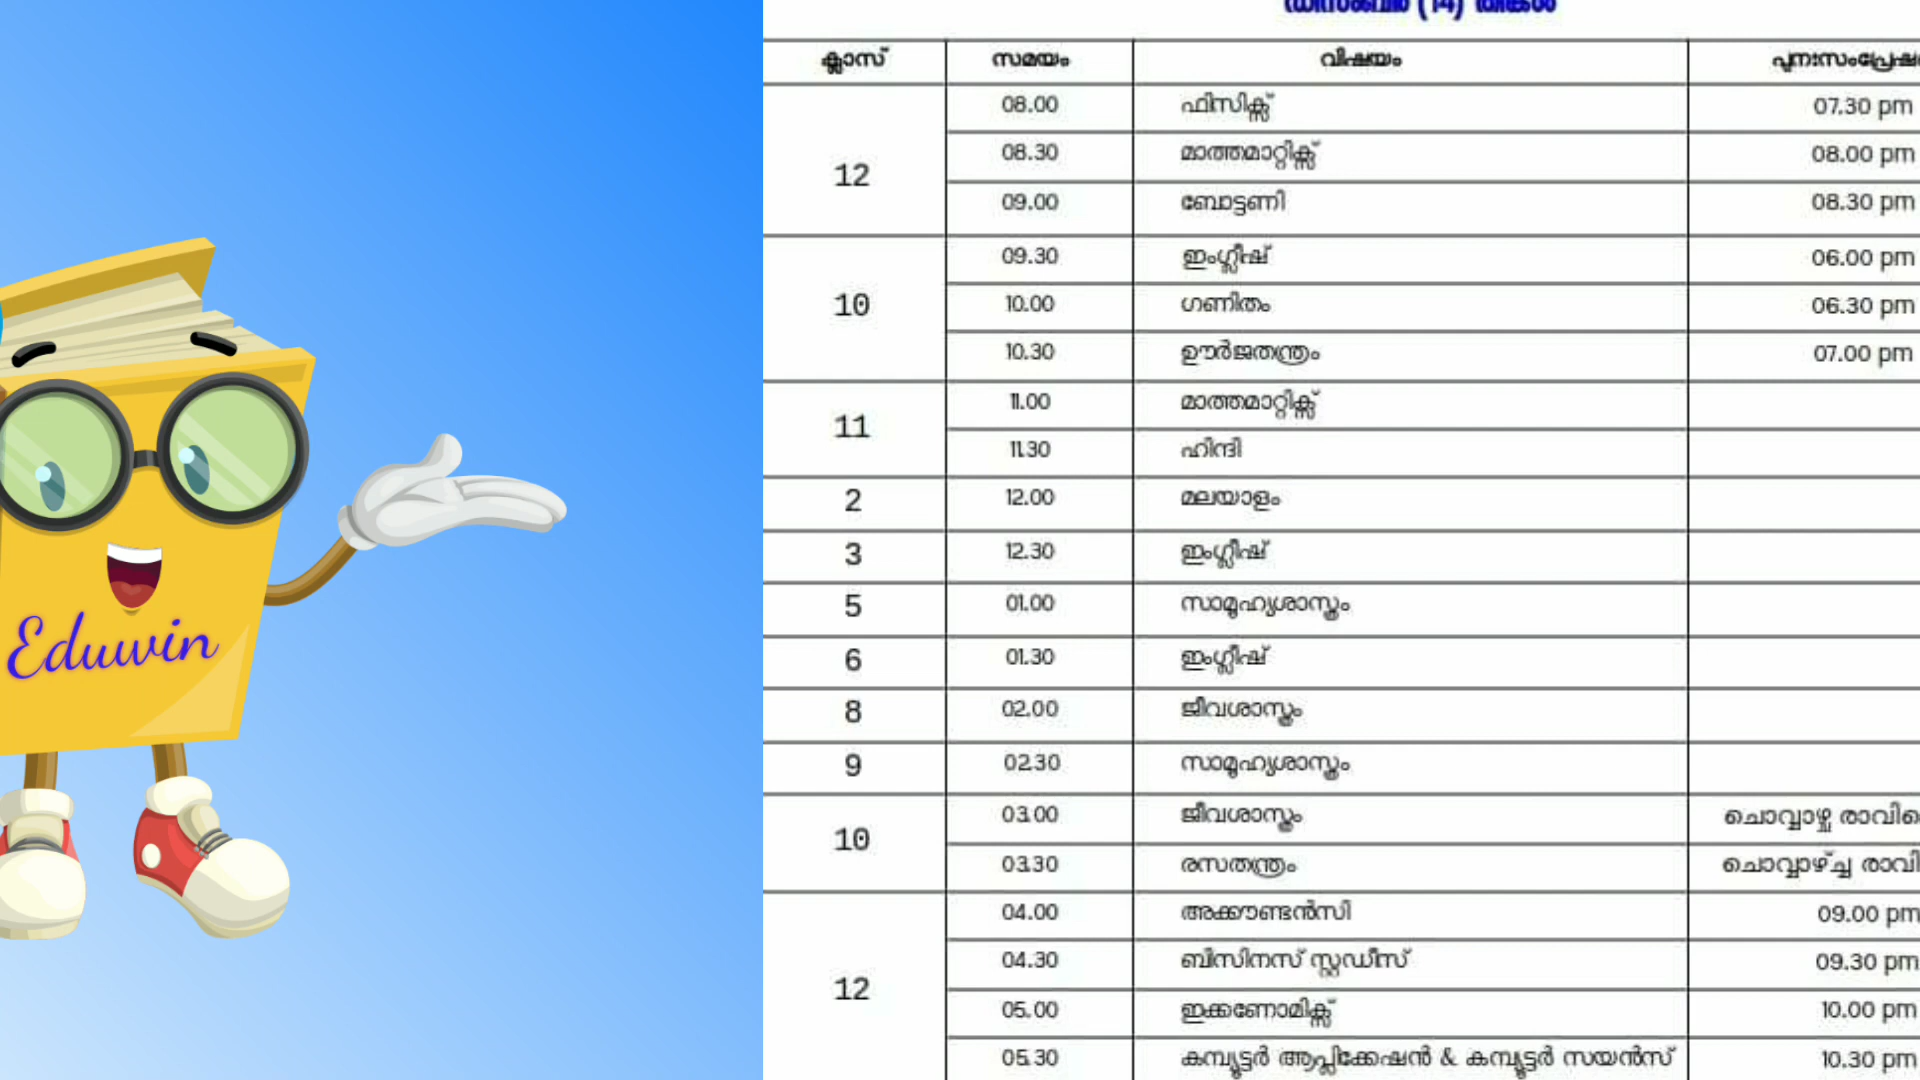 Eduwin
ഡിസംബർ (14) തിങ്കൾ
ക്ലാസ് സമയം വിഷയം
12 08.00 ഫിസിക്സ് 07.30 pm
08.30 മാത്തമാറ്റിക്സ് 08.00 pm
09.00 ബോട്ടണി 08.30 pm
10 09.30 ഇംഗ്ലീഷ് 06.00 pm
10.00 ഗണിതം 06.30 pm
10.30 ഊർജതന്ത്രം 07.00 pm
11 11.00 മാത്തമാറ്റിക്സ്
11.30 ഹിന്ദി
2 12.00 മലയാളം
3 12.30 ഇംഗ്ലീഷ്
5 01.00 സാമൂഹ്യശാസ്ത്രം
6 01.30 ഇംഗ്ലീഷ്
8 02.00 ജീവശാസ്ത്രം
9 02.30 സാമൂഹ്യശാസ്ത്രം
10 03.00 ജീവശാസ്ത്രം ചൊവ്വാഴ്ച
03.30 രസതന്ത്രം ചൊവ്വാഴ്ച്ച
12 04.00 അക്കൗണ്ടൻസി 09.00 pm
04.30 ബിസിനസ് സ്റ്റഡീസ് 09.30 pm
05.00 ഇക്കണോമിക്സ് 10.00 pm
05.30 കമ്പ്യൂട്ടർ ആപ്ലിക്കേഷൻ & കമ്പ്യൂട്ടർ സയൻസ് 10.30 pm